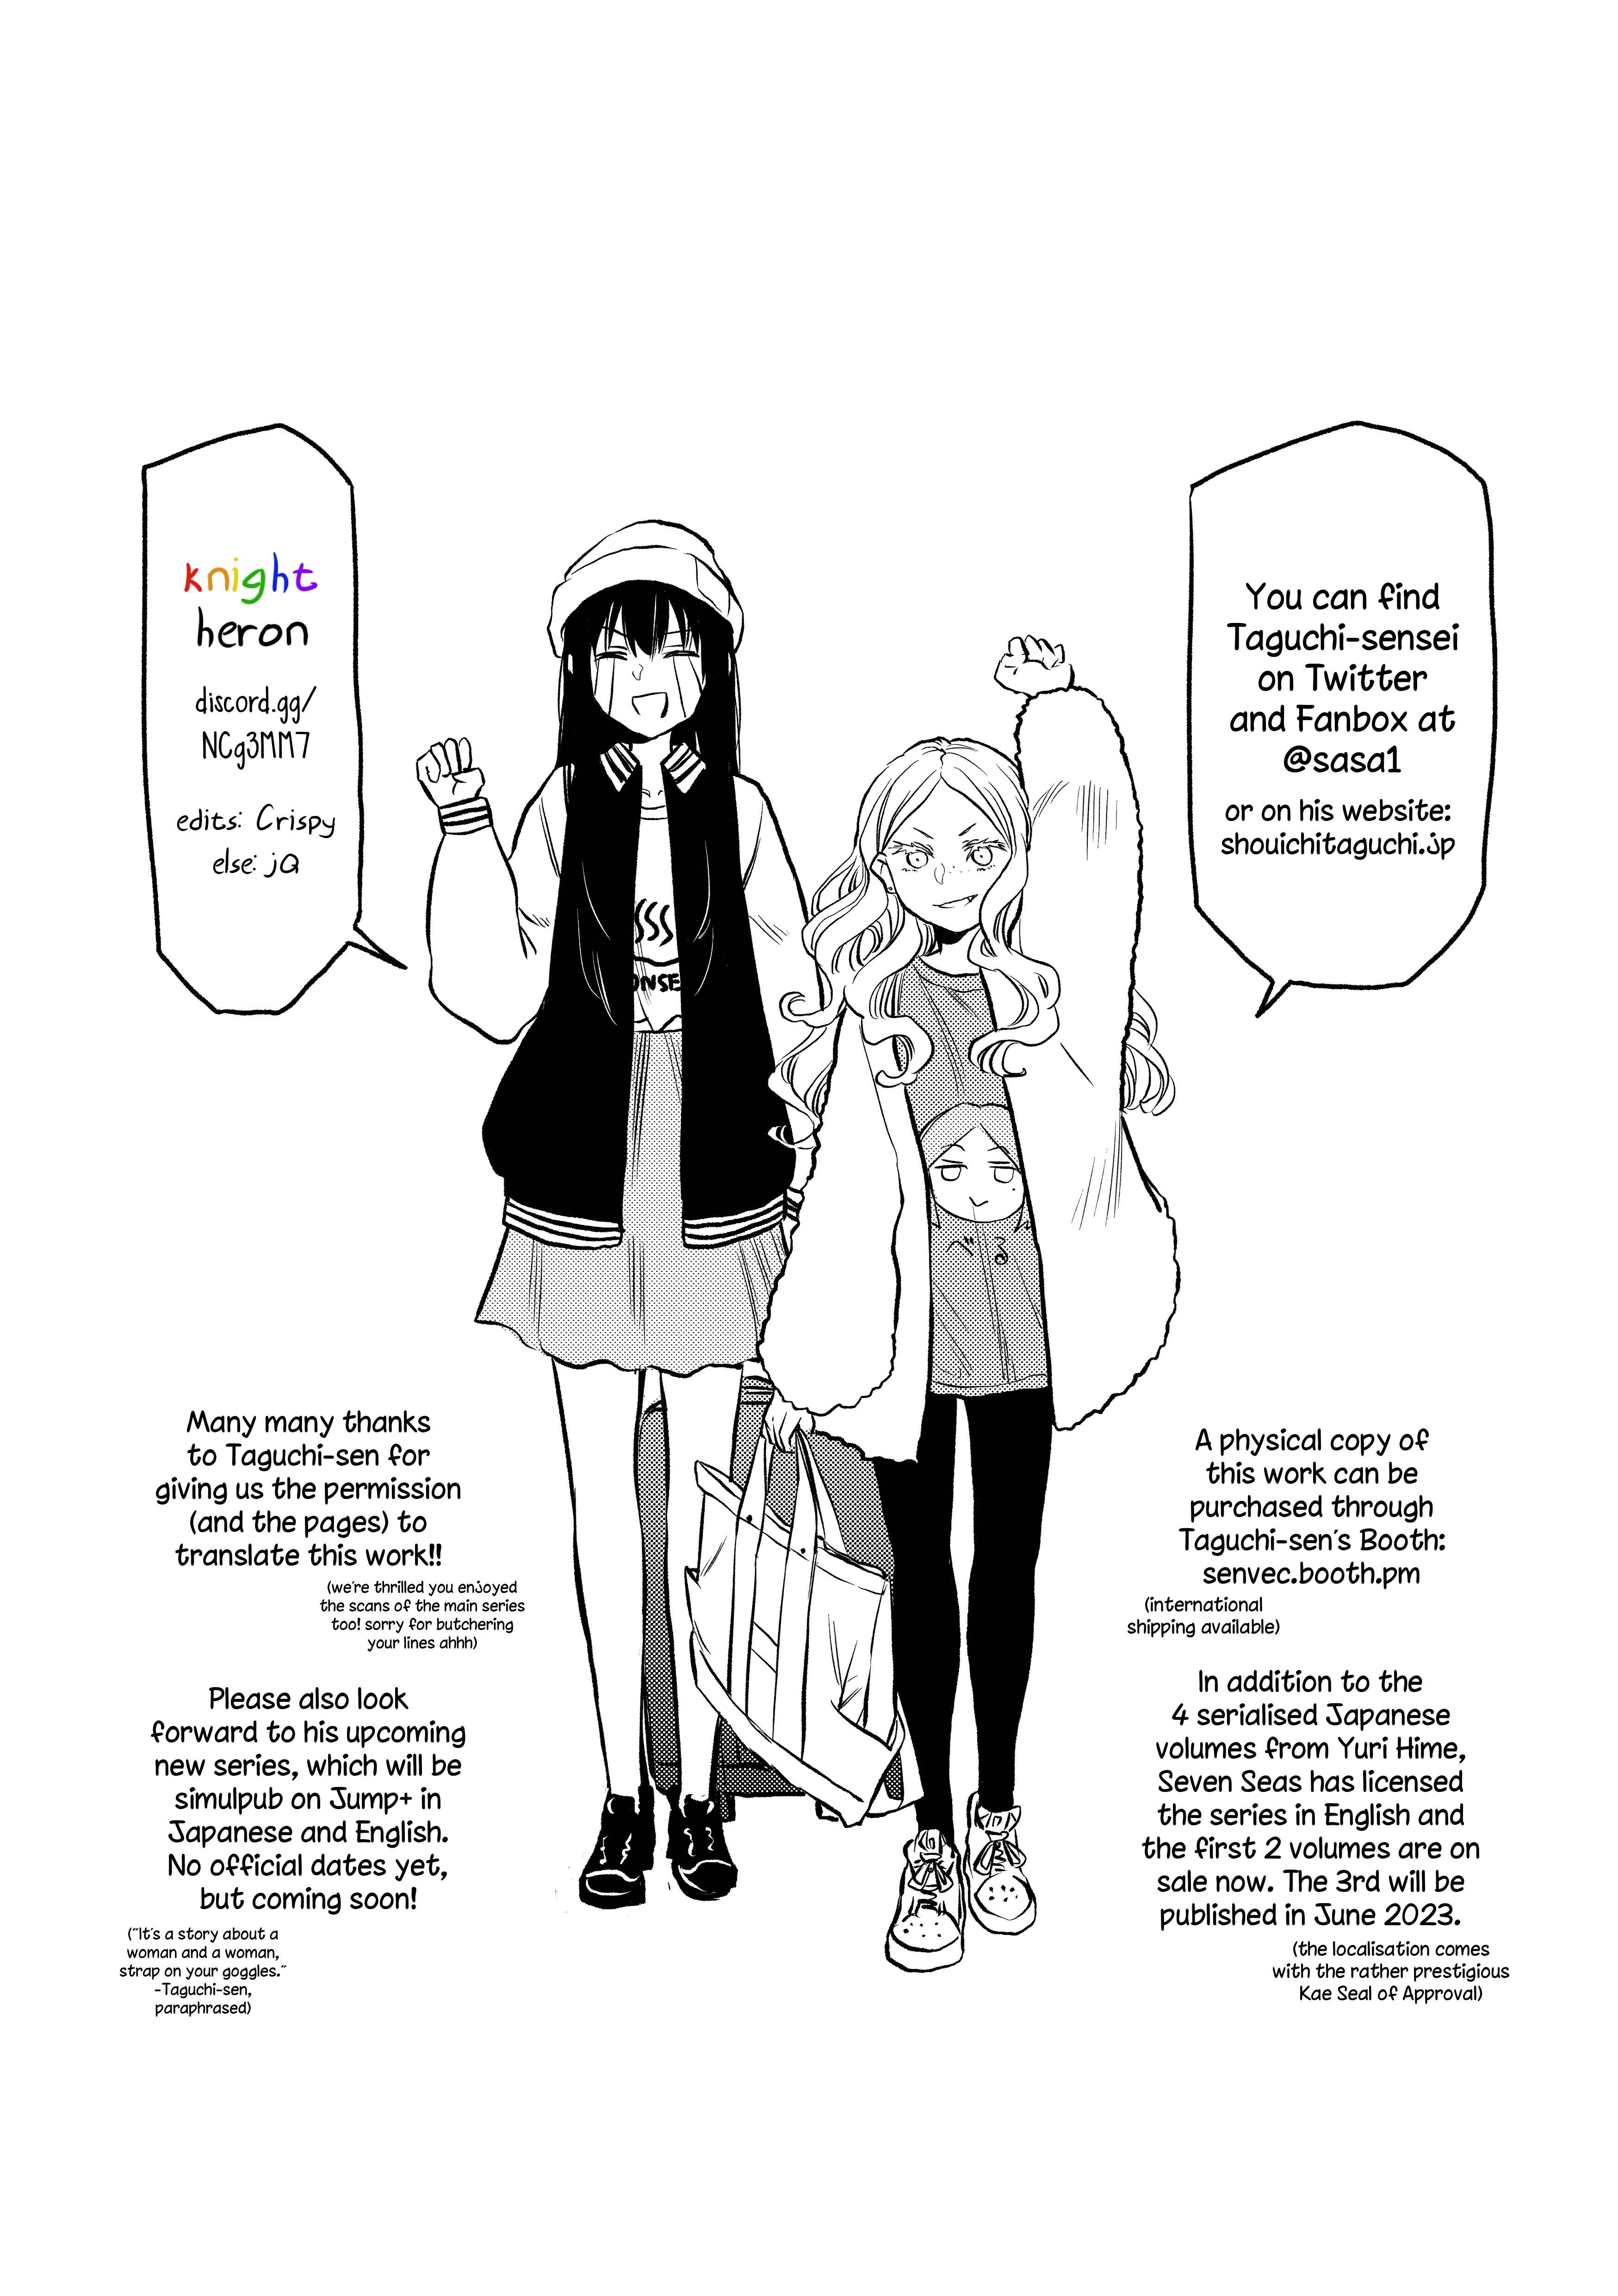 knight
heron
discord.gg/
NCg3MM7
edits: Crispy
else: jQ
You can find
Taguchi-sensei
on Twitter
and Fanbox at
@sasa1
or on his website:
shouichitaguchi.jp
ONSE
べる
Many many thanks
to Taguchi-sen for
giving us the permission
(and the pages) to
translate this work!!
(we're thrilled you enjoyed
the scans of the main series
too! sorry for butchering
your lines ahhh)
Please also look
forward to his upcoming
new series, which will be
simulpub on Jump+ in
Japanese and English.
No official dates yet,
but coming soon!
("It's a story about a
woman and a woman,
strap on your goggles."
-Taguchi-sen,
paraphrased)
A physical copy of
this work can be
purchased through
Taguchi-sen's Booth:
senvec.booth.pm
(international
shipping available)
In addition to the
4 serialised Japanese
volumes from Yuri Hime,
Seven Seas has licensed
the series in English and
the first 2 volumes are on
sale now. The 3rd will be
published in June 2023.
(the localisation comes
with the rather prestigious
Kae Seal of Approval)